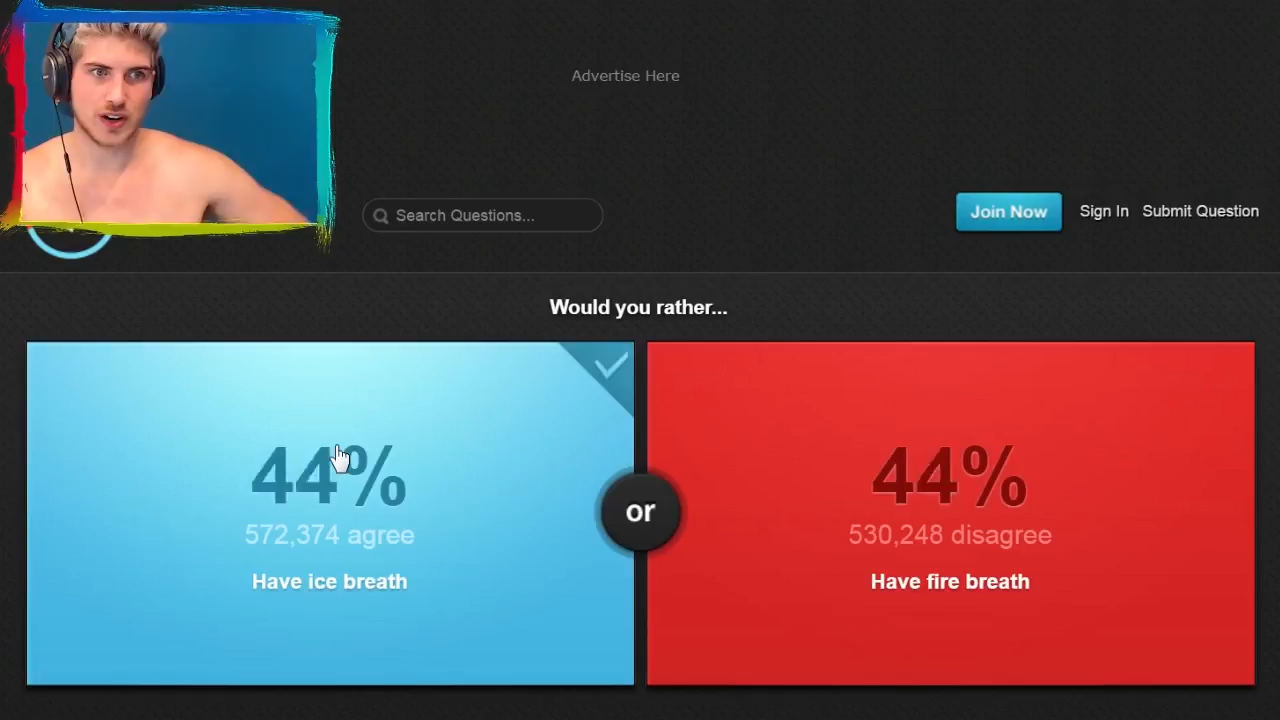 Advertise Here
Search Questions...
Join Now
Sign In
Submit Question
Would you rather...
44%
572,374 agree
Have ice breath
or
44%
530,248 disagree
Have fire breath